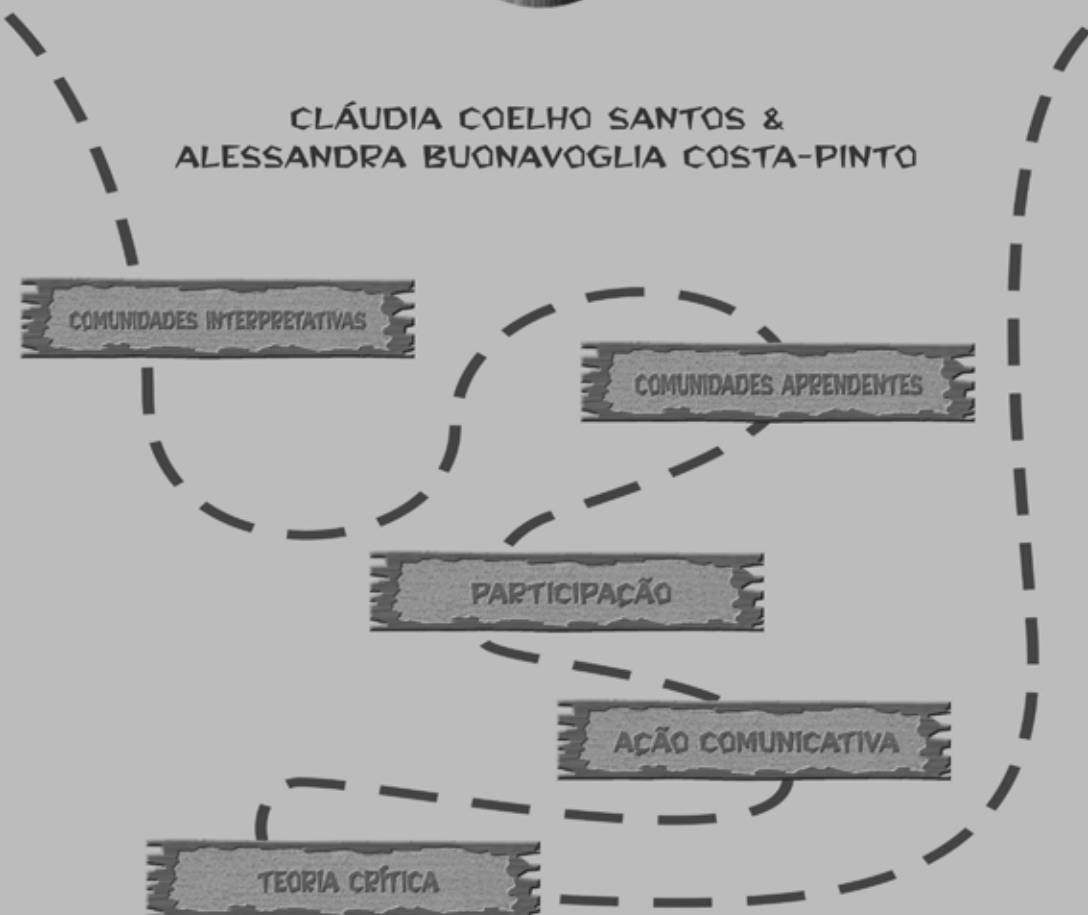 CLÁUDIA COELHO SANTOS &
ALESSANDRA BUONAVOGLIA COSTA-PINTO
COMUNIDADES INTERPRETATIVAS
COMUNIDADES APRENDENTES
PARTICIPAÇÃO
AÇÃO COMUNICATIVA
TEORIA CRÍTICA